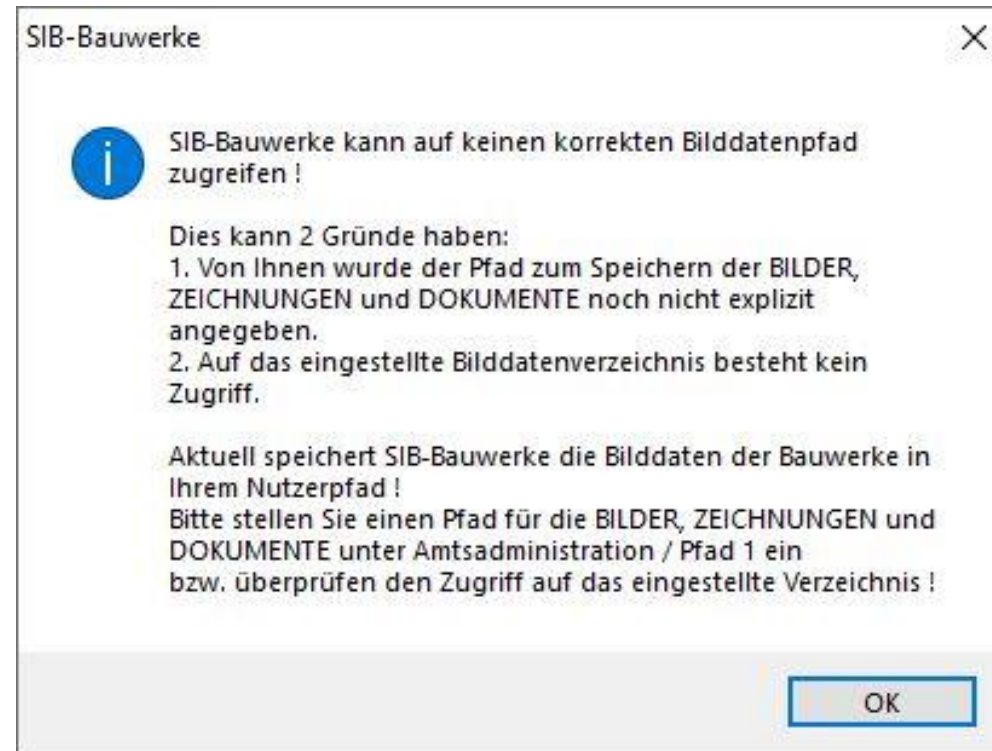 SIB-Bauwerke
SIB-Bauwerke kann auf keinen korrekten Bilddatenpfad
zugreifen !
Dies kann 2 Gründe haben:
1. Von Ihnen wurde der Pfad zum Speichern der BILDER,
ZEICHNUNGEN und DOKUMENTE noch nicht explizit
angegeben.
2. Auf das eingestellte Bilddatenverzeichnis besteht kein
Zugriff.
Aktuell speichert SIB-Bauwerke die Bilddaten der Bauwerke in
Ihrem Nutzerpfad !
Bitte stellen Sie einen Pfad für die BILDER, ZEICHNUNGEN und
DOKUMENTE unter Amtsadministration / Pfad 1 ein
bzw. überprüfen den Zugriff auf das eingestellte Verzeichnis !
OK